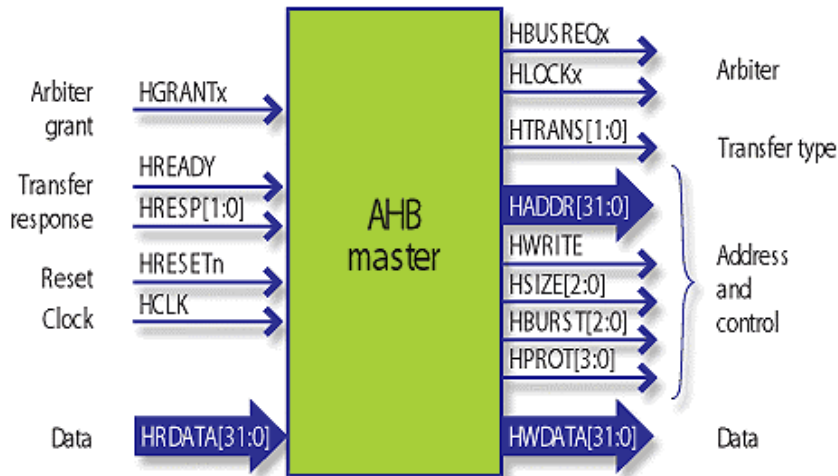 Arbiter
grant
HGRANTx
Transfer
response
HREADY
HRESP[1:0]
Reset
HRESETn
Clock
HCLK
Data
HRDATA[31:0]
AHB
master
HBUSREQx
HLOCKx
Arbiter
HTRANS[1:0]
Transfer type
HADDR[31:0]
HWRITE
HSIZE[2:0]
HBURST[2:0]
HPROT[3:0]
Address
and
control
HWDATA[31:0]
Data